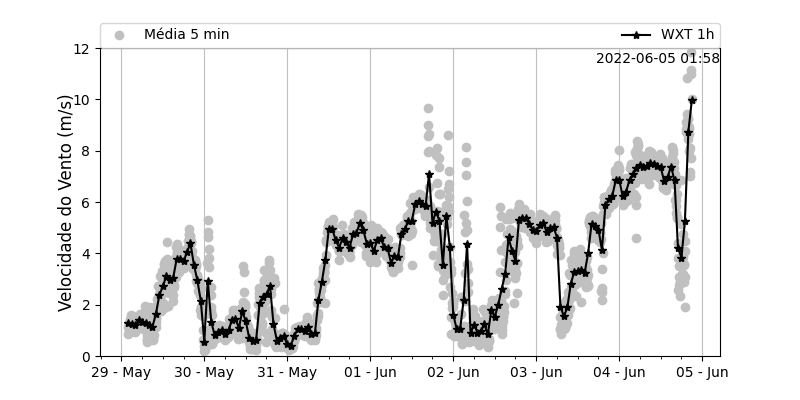 Média 5 min
WXT 1h
2022-06-05 01:58
Velocidade do Vento (m/s)
12
10
8
6
4
2
0
29 - May
30 - May
31 - May
01 - Jun
02 - Jun
03 - Jun
04 - Jun
05 - Jun